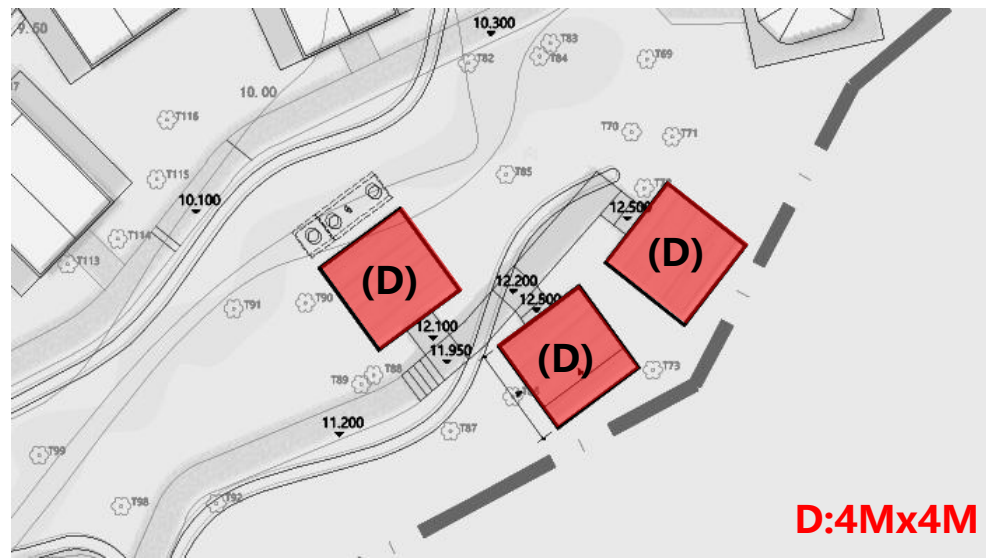 9.50
10.300
T83
T84
T82
T69
10.00
T116
T70
T71
T115
T85
10.100
12.500
T114
(D)
T113
(D)
12.200
T90
12.500
T91
12.100
(D)
11.950
T88
T89
T73
11.200
T87
T99
T98
T92
D:4Mx4M